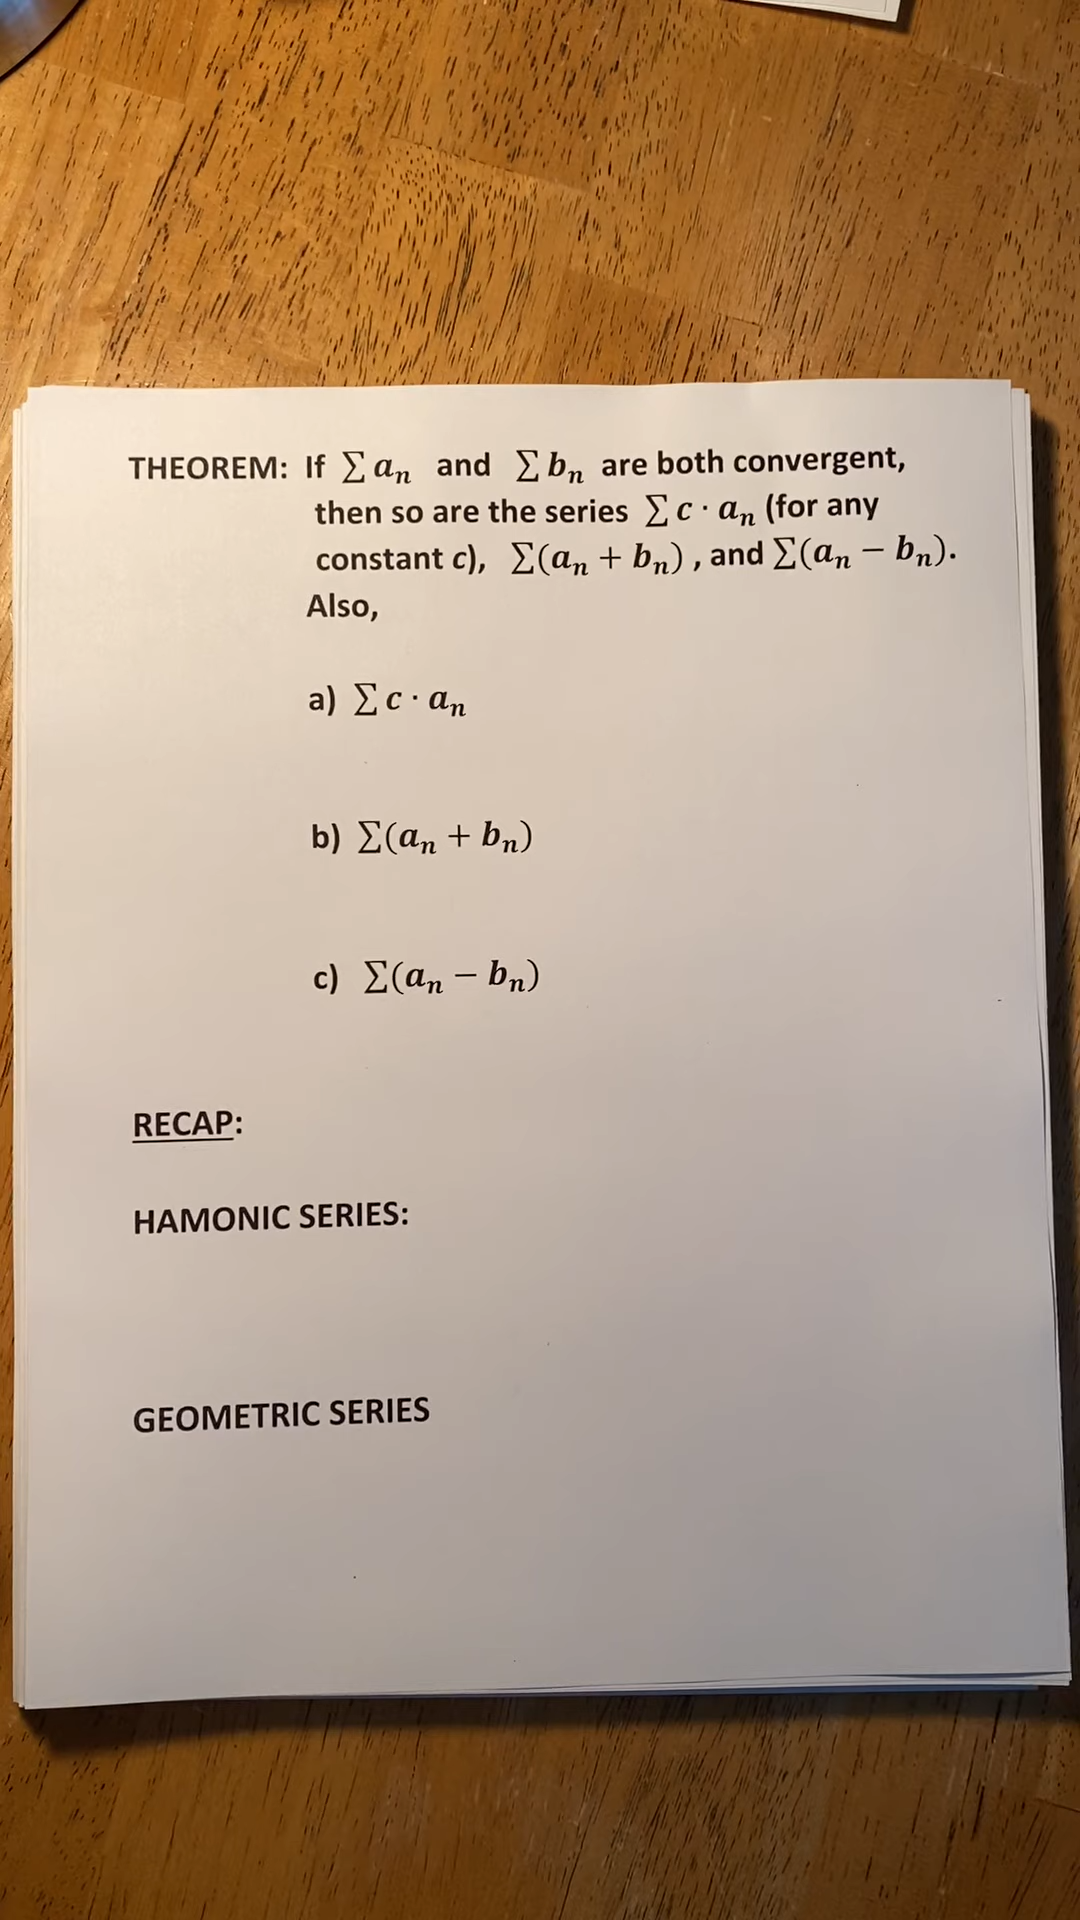 THEOREM: If ∑ aₙ and ∑ bₙ are both convergent,
then so are the series ∑ c · aₙ (for any
constant c), ∑(aₙ + bₙ) , and ∑(aₙ − bₙ).
Also,
a) ∑ c · aₙ
b) ∑(aₙ + bₙ)
c) ∑(aₙ − bₙ)
RECAP:
HAMONIC SERIES:
GEOMETRIC SERIES